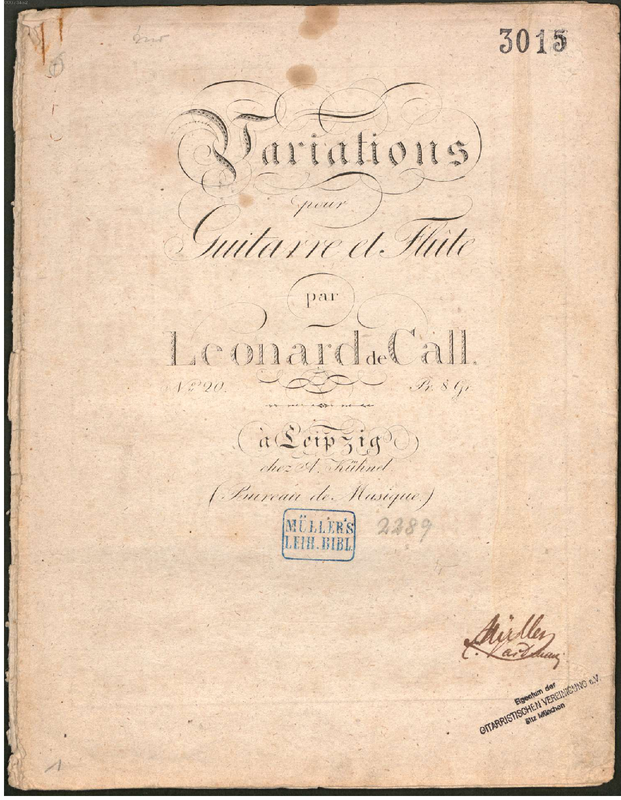 3015
Variations
pour
Guitarre et Flûte
par
Leonard de Call.
No. 20. Pr. 8 Gr.
à Leipzig
chez A. Kühnel
(Bureau de Musique)
MÜLLER'S
LEIH. BIBL.
2289
Müller
Eigentum der
GITARRISTISCHEN VEREINIGUNG e.V.
Sitz München
1